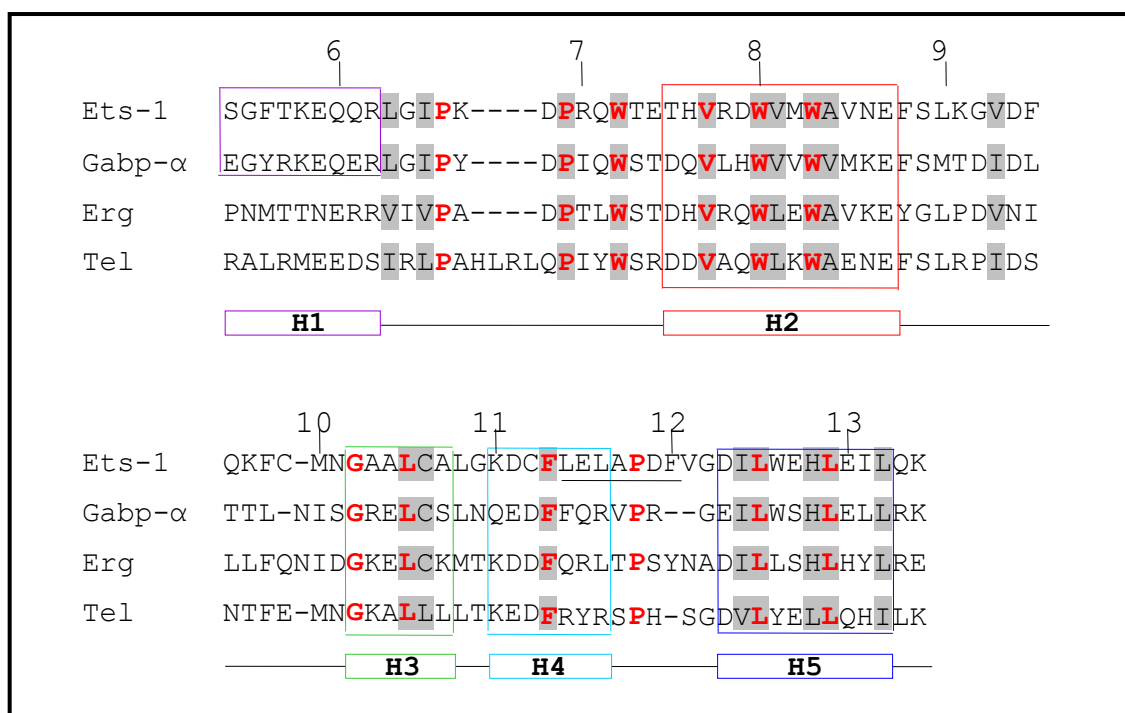 6 7 8 9
Ets-1 SGFTKEQQRLGIPK----DPRQWTETHVRDWVMWAVNEFSLKGVDF
Gabp-α EGYRKEQERLGIPY----DPIQWSTDQVLHWVVWVMKEFSMTDIDL
Erg PNMTTNERRVIVPA----DPTLWSTDHVRQWLEWAVKEYGLPDVNI
Tel RALRMEEDSIRLPAHLRLQPIYWSRDDVAQWLKWAENEFSLRPIDS
H1 H2
10 11 12 13
Ets-1 QKFC-MNGAALCALGKDCFLELAPDFVGDILWEHLEILQK
Gabp-α TTL-NISGRELCSLNQEDFFQRVPR--GEILWSHLELLRK
Erg LLFQNIDGKELCKMTKDDFQRLTPSYNADILLSHLHYLRE
Tel NTFE-MNGKALLLLTKEDFRYRSPH-SGDVLYELLQHILK
H3 H4 H5